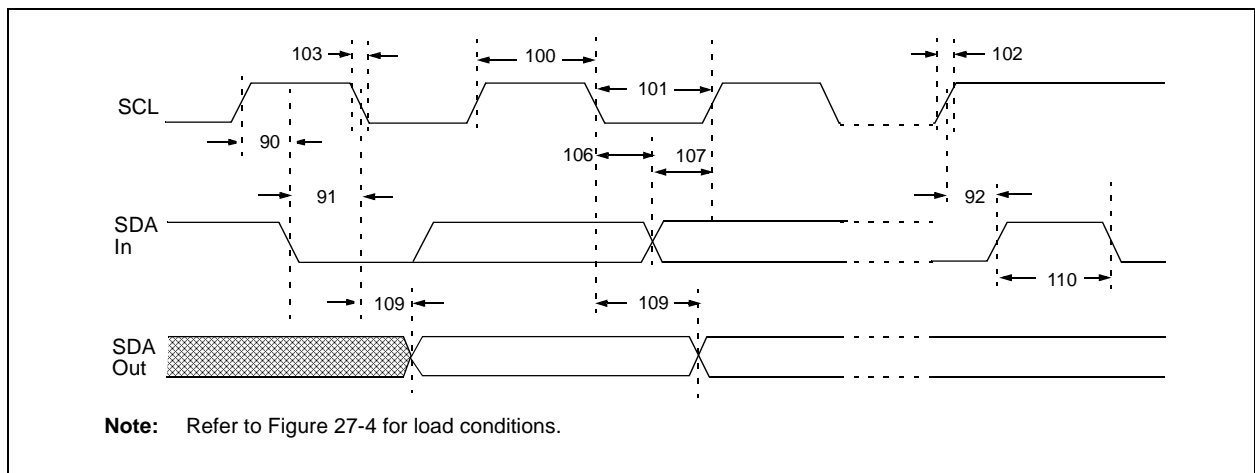 103
100
102
101
SCL
90
106
107
91
92
SDA
In
109
109
110
SDA
Out
Note: Refer to Figure 27-4 for load conditions.